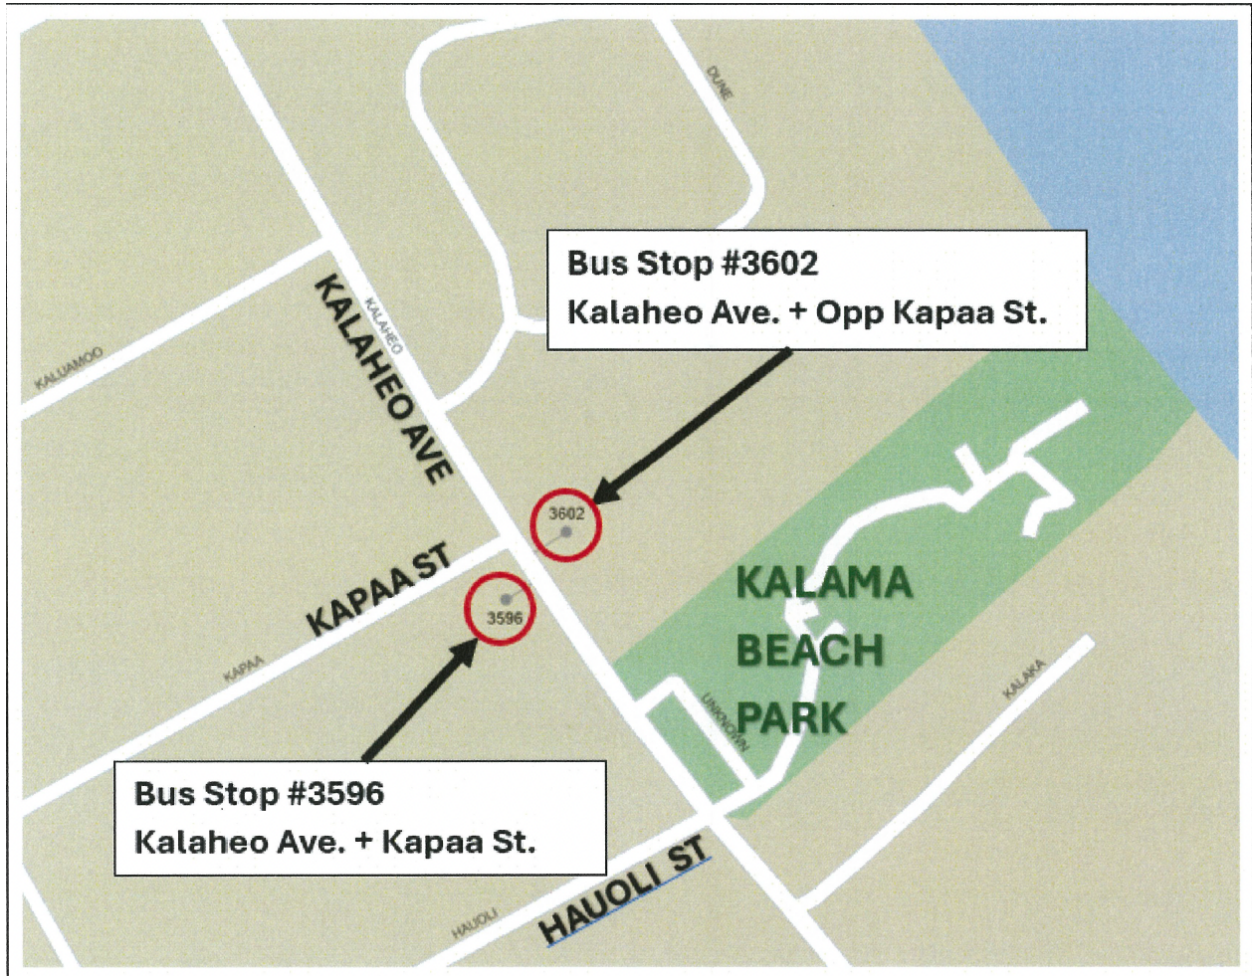 DUNE
Bus Stop #3602
Kalaheo Ave. + Opp Kapaa St.
KALAHEO AVE
KALAHEO
KALUAMOO
3602
KAPAA ST
3596
KAPAA
KALAMA
BEACH
PARK
UNKNOWN
KALAKA
Bus Stop #3596
Kalaheo Ave. + Kapaa St.
HAUOLI ST
HAUOLI